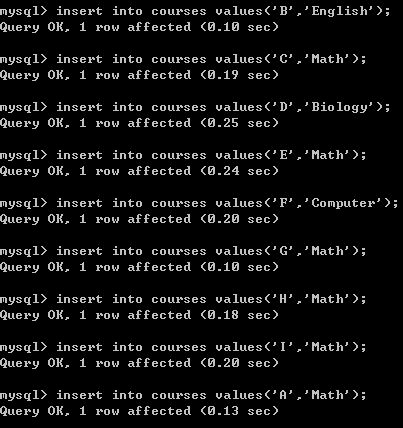 mysql> insert into courses values('B','English');
Query OK, 1 row affected (0.10 sec)
mysql> insert into courses values('C','Math');
Query OK, 1 row affected (0.19 sec)
mysql> insert into courses values('D','Biology');
Query OK, 1 row affected (0.25 sec)
mysql> insert into courses values('E','Math');
Query OK, 1 row affected (0.24 sec)
mysql> insert into courses values('F','Computer');
Query OK, 1 row affected (0.20 sec)
mysql> insert into courses values('G','Math');
Query OK, 1 row affected (0.10 sec)
mysql> insert into courses values('H','Math');
Query OK, 1 row affected (0.18 sec)
mysql> insert into courses values('I','Math');
Query OK, 1 row affected (0.20 sec)
mysql> insert into courses values('A','Math');
Query OK, 1 row affected (0.13 sec)